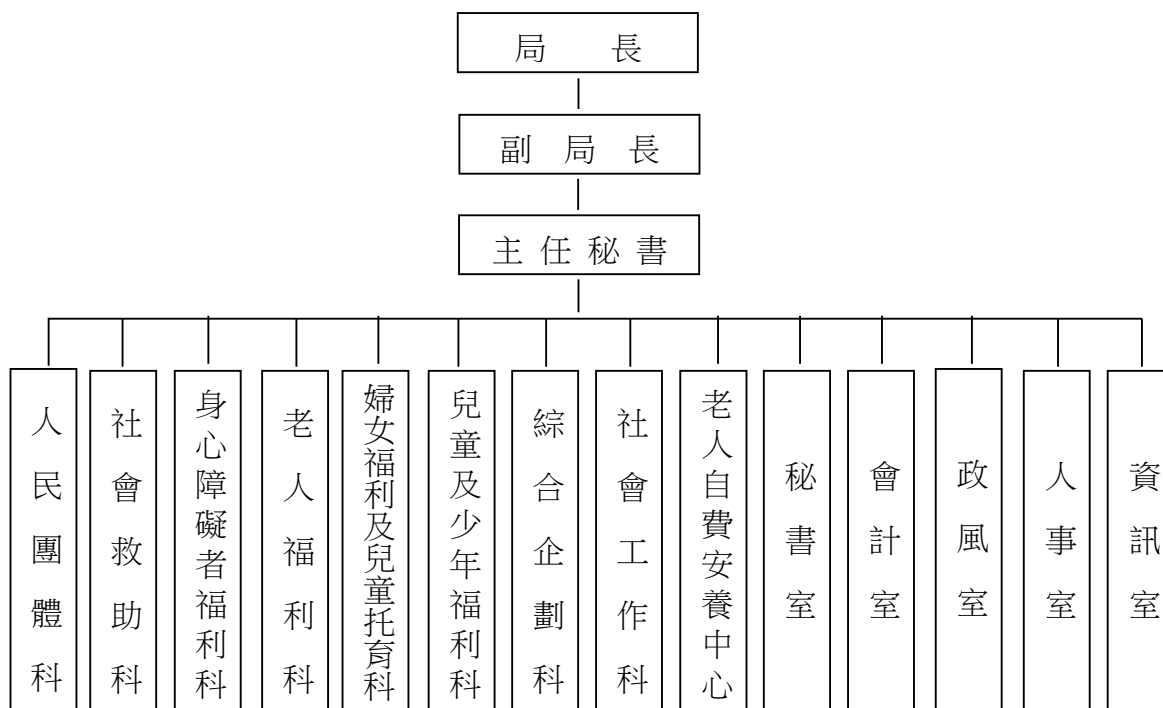 局 長
副 局 長
主 任 秘 書
人民團體科
社會救助科
身心障礙者福利科
老人福利科
婦女福利及兒童托育科
兒童及少年福利科
綜合企劃科
社會工作科
老人自費安養中心
秘書室
會計室
政風室
人事室
資訊室